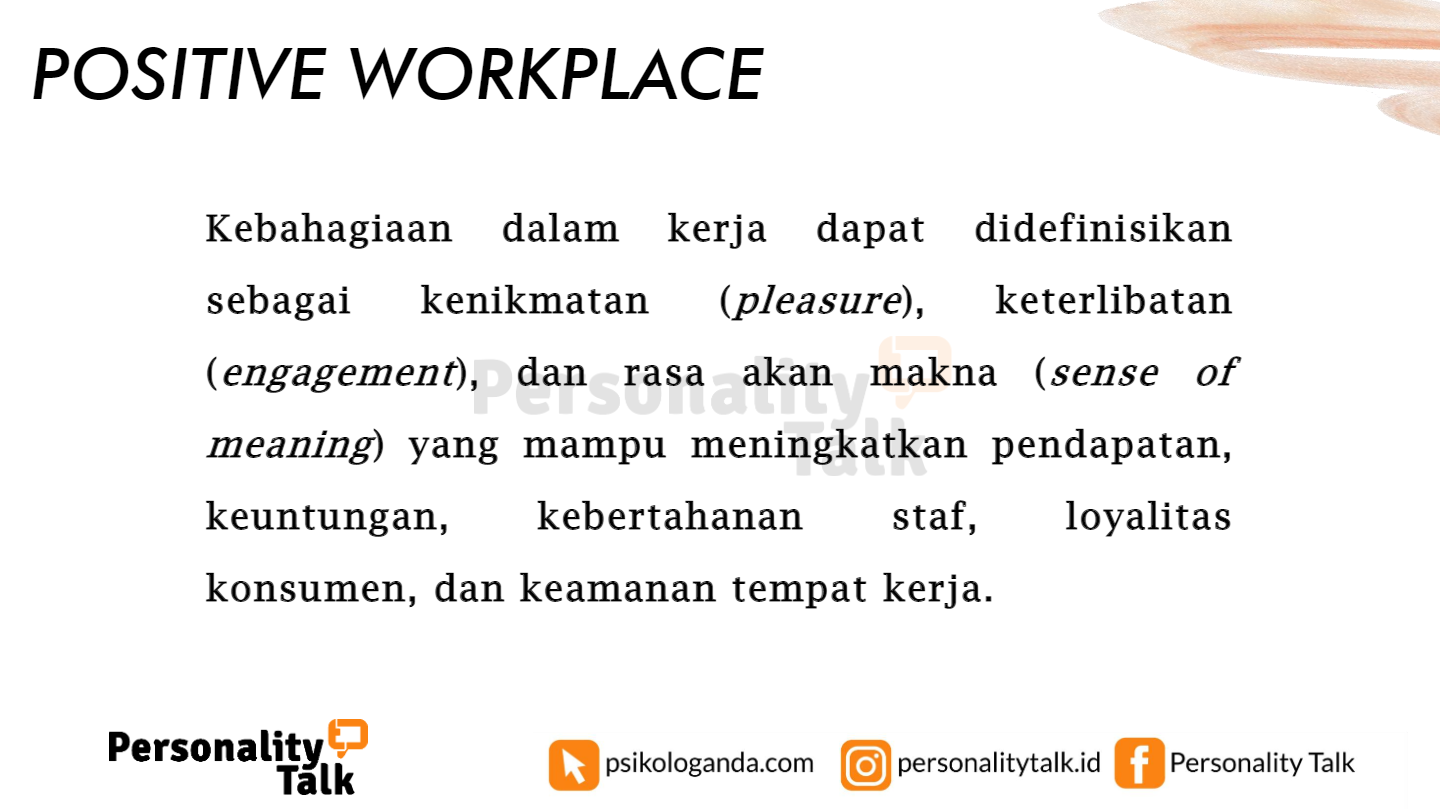 POSITIVE WORKPLACE
Kebahagiaan dalam kerja dapat didefinisikan
sebagai kenikmatan (pleasure), keterlibatan
(engagement), dan rasa akan makna (sense of
meaning) yang mampu meningkatkan pendapatan,
keuntungan, kebertahanan staf, loyalitas
konsumen, dan keamanan tempat kerja.
Personality
Talk
Personality
Talk
psikologanda.com
personalitytalk.id
Personality Talk